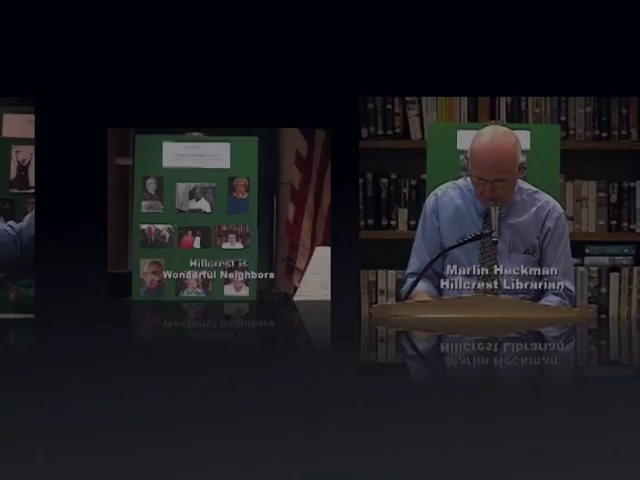 Hillcrest is
Wonderful Neighbors
Marlin Heckman
Hillcrest Librarian